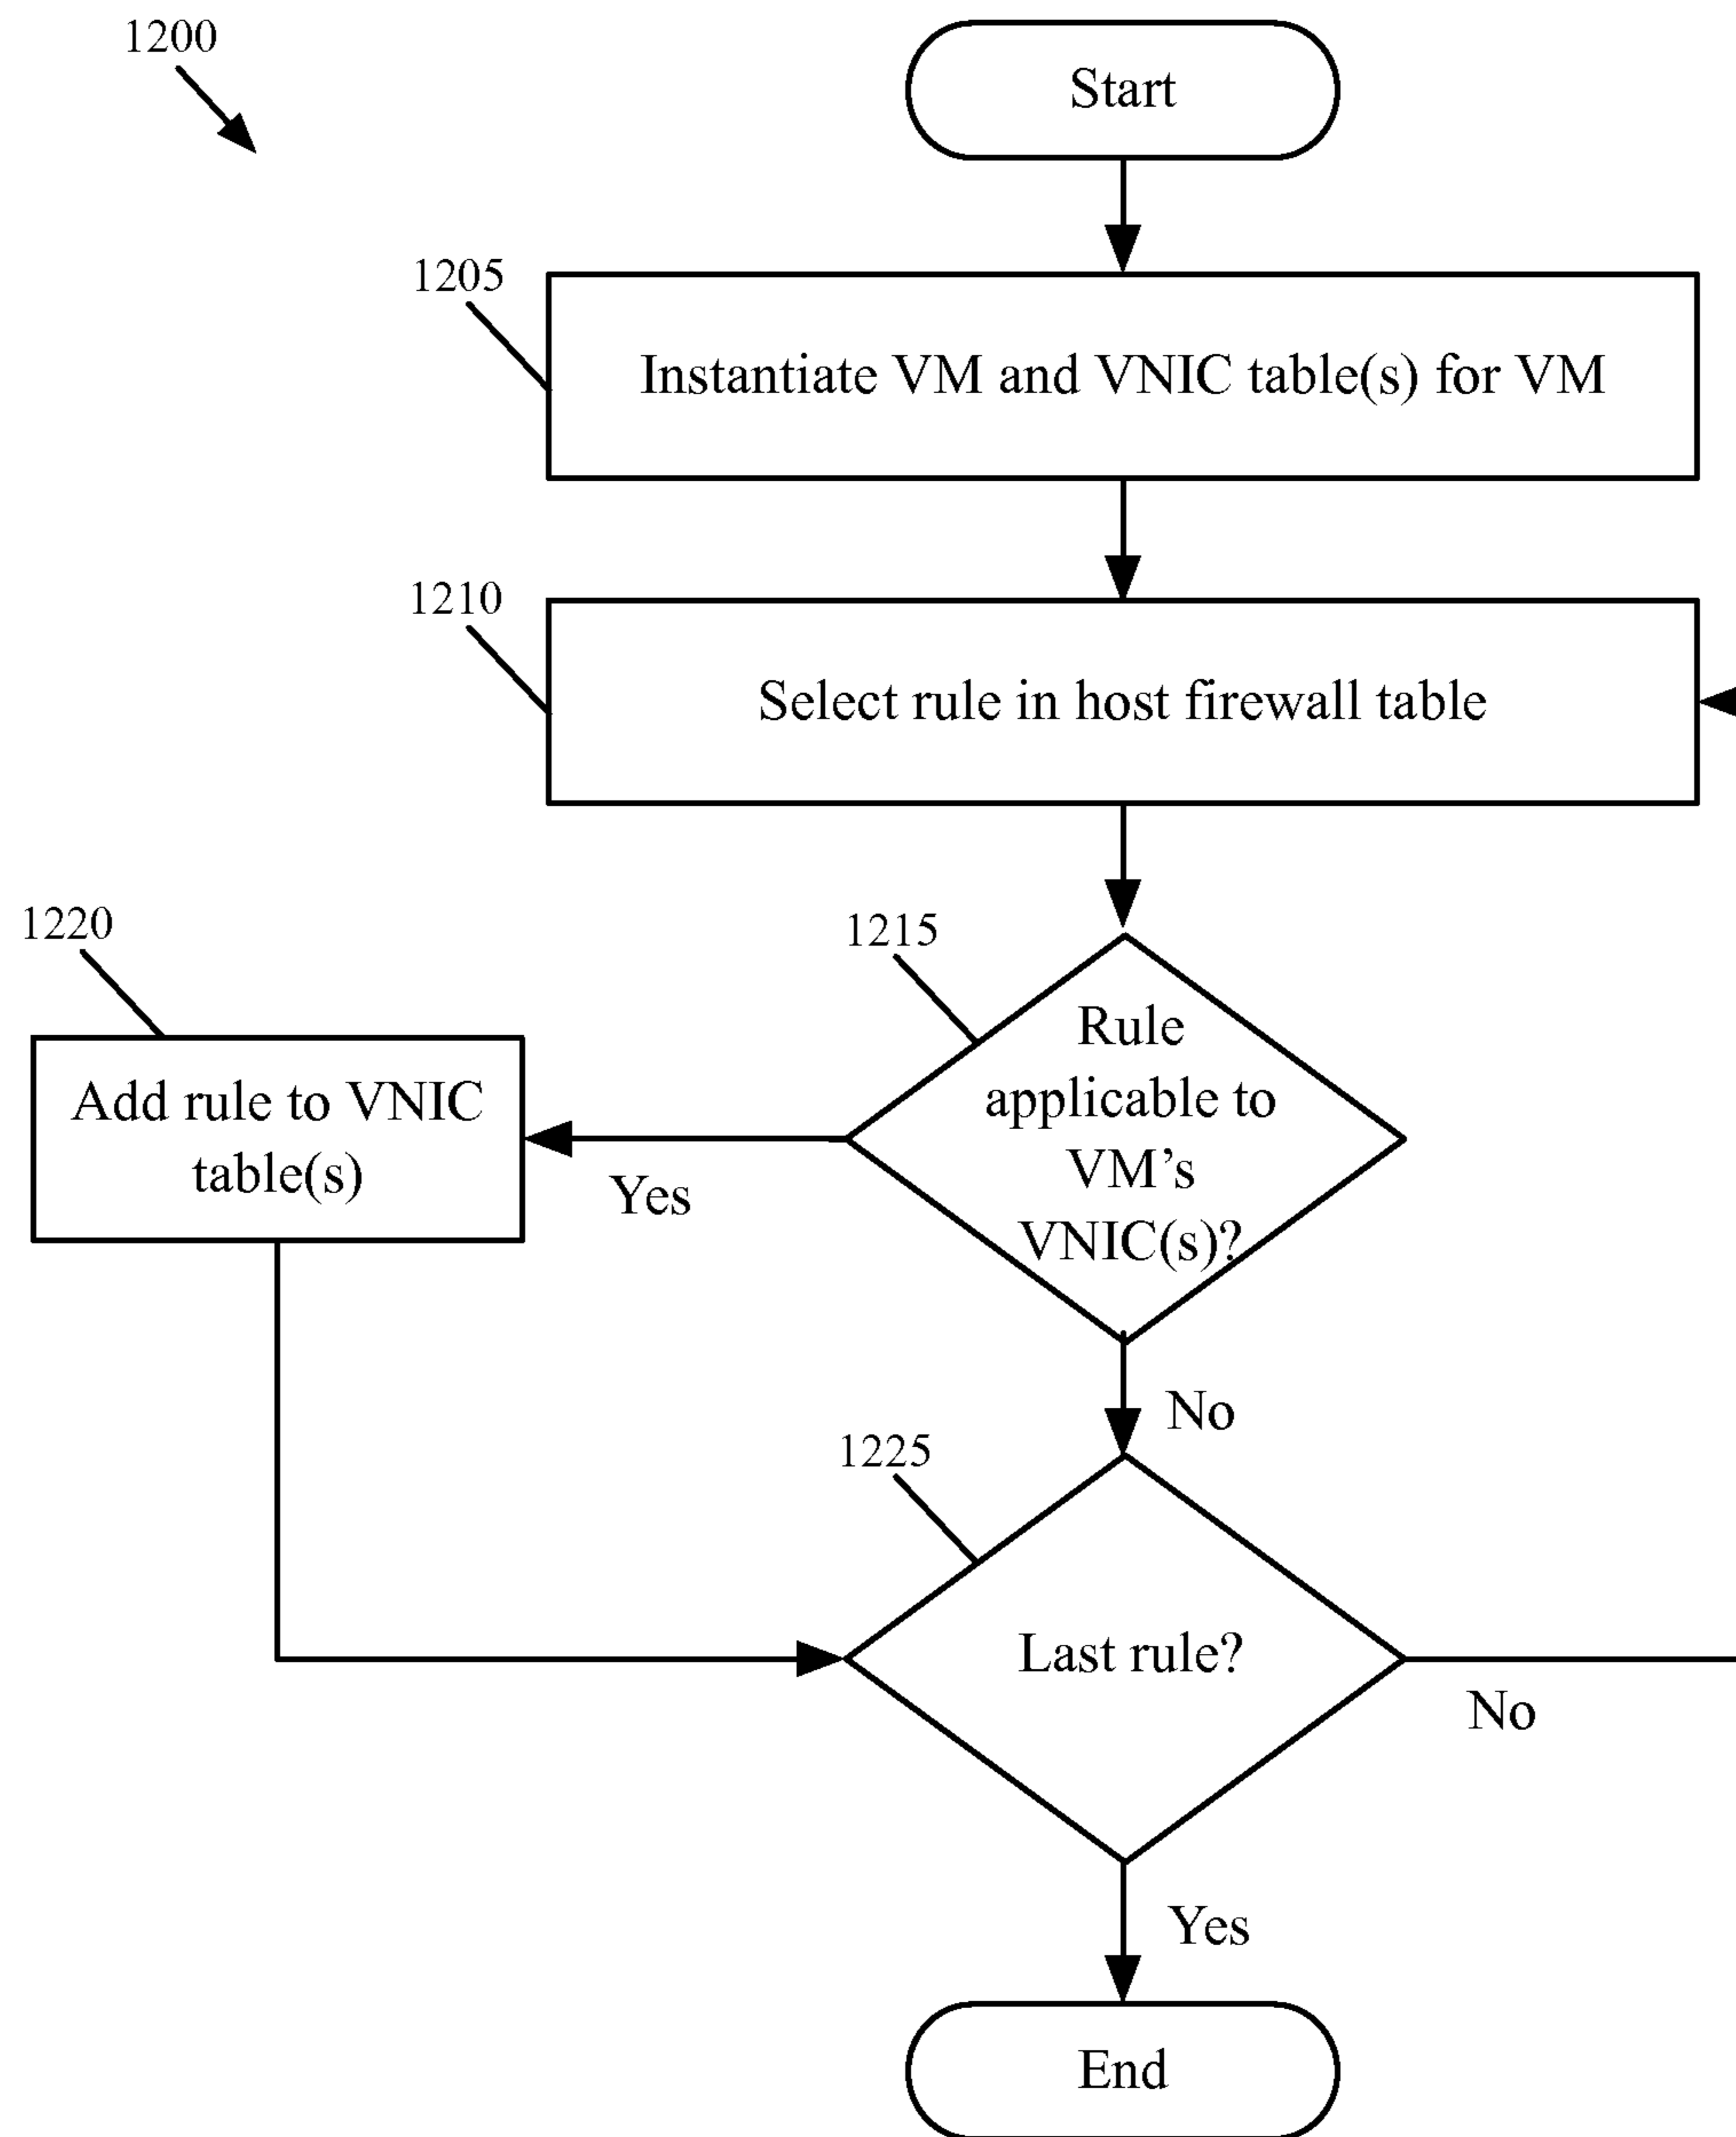 1200
Start
1205
Instantiate VM and VNIC table(s) for VM
1210
Select rule in host firewall table
1220
1215
Add rule to VNIC
table(s)
Yes
Rule
applicable to
VM’s
VNIC(s)?
No
1225
Last rule?
No
Yes
End